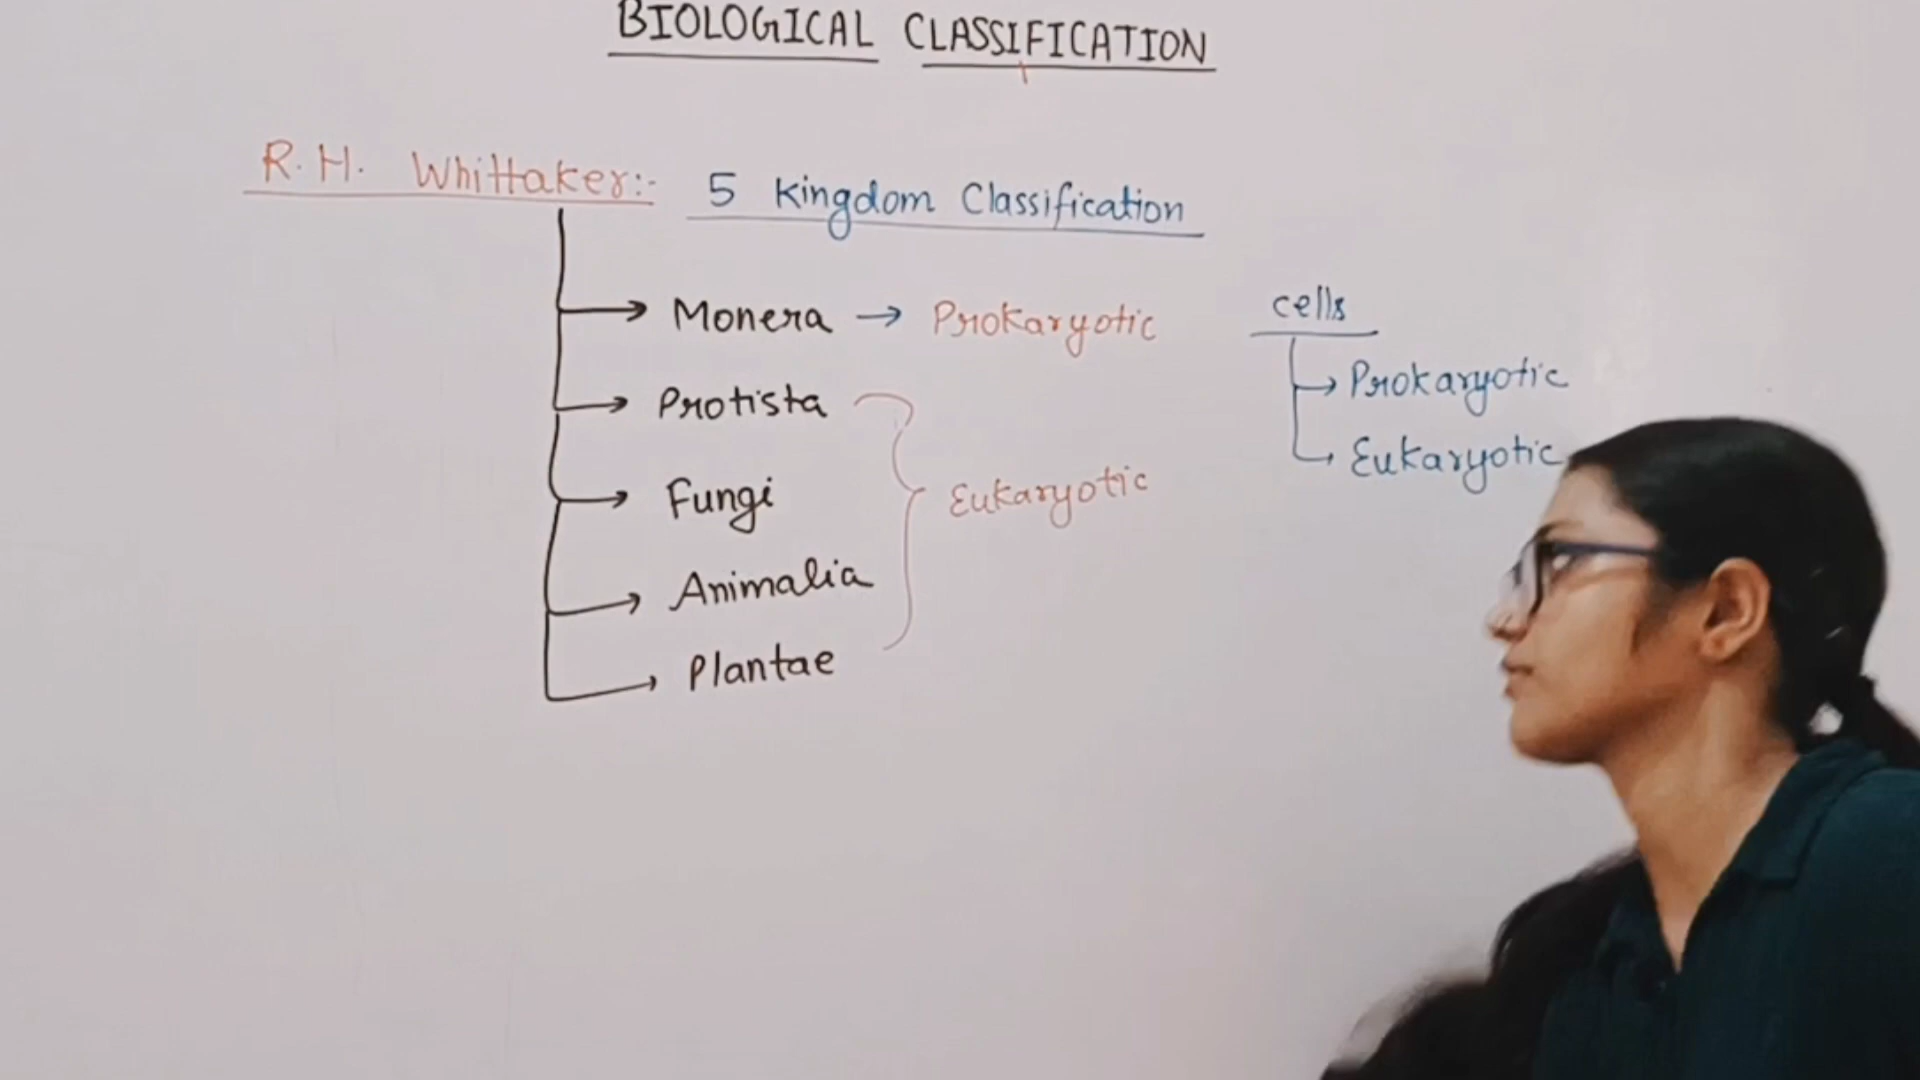 BIOLOGICAL CLASSIFICATION
R.H. Whittaker:- 5 Kingdom Classification
Monera → Prokaryotic
Protista
Fungi
Animalia
Plantae
Eukaryotic
cells
Prokaryotic
Eukaryotic